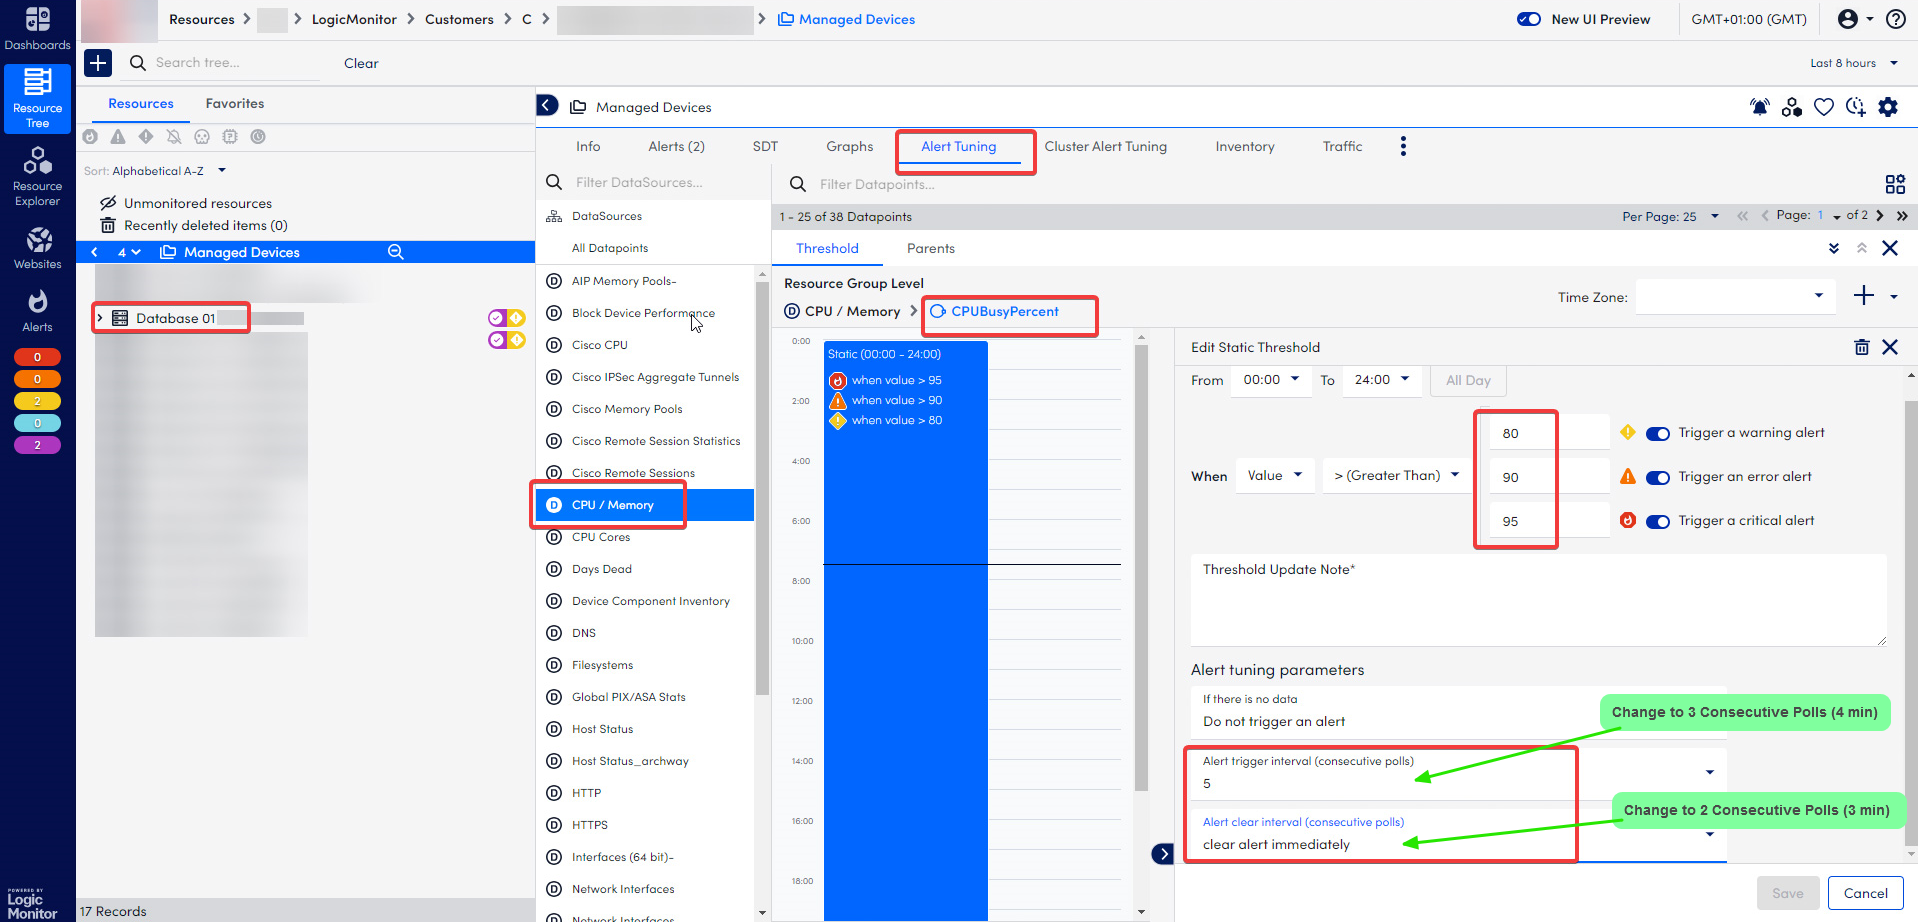 Resources > > LogicMonitor > Customers > C > > Managed Devices
New UI Preview
GMT+01:00 (GMT)
Dashboards
Resource Tree
Resource Explorer
Websites
Alerts
0
0
2
0
2
POWERED BY
Logic
Monitor
Search tree...
Clear
Last 8 hours
Resources
Favorites
Sort: Alphabetical A-Z
Unmonitored resources
Recently deleted items (0)
4
Managed Devices
Database 01
17 Records
Managed Devices
Info
Alerts (2)
SDT
Graphs
Alert Tuning
Cluster Alert Tuning
Inventory
Traffic
Filter DataSources...
DataSources
All Datapoints
AIP Memory Pools-
Block Device Performance
Cisco CPU
Cisco IPSec Aggregate Tunnels
Cisco Memory Pools
Cisco Remote Session Statistics
Cisco Remote Sessions
CPU / Memory
CPU Cores
Days Dead
Device Component Inventory
DNS
Filesystems
Global PIX/ASA Stats
Host Status
Host Status_archway
HTTP
HTTPS
Interfaces (64 bit)-
Network Interfaces
Network Interfaces
Filter Datapoints...
1 - 25 of 38 Datapoints
Per Page: 25
Page: 1 of 2
Threshold
Parents
Resource Group Level
CPU / Memory > CPUBusyPercent
Time Zone:
0:00
2:00
4:00
6:00
8:00
10:00
12:00
14:00
16:00
18:00
Static (00:00 - 24:00)
when value > 95
when value > 90
when value > 80
Edit Static Threshold
From 00:00 To 24:00 All Day
When Value > (Greater Than)
80 Trigger a warning alert
90 Trigger an error alert
95 Trigger a critical alert
Threshold Update Note*
Alert tuning parameters
If there is no data
Do not trigger an alert
Change to 3 Consecutive Polls (4 min)
Alert trigger interval (consecutive polls)
5
Change to 2 Consecutive Polls (3 min)
Alert clear interval (consecutive polls)
clear alert immediately
Save
Cancel